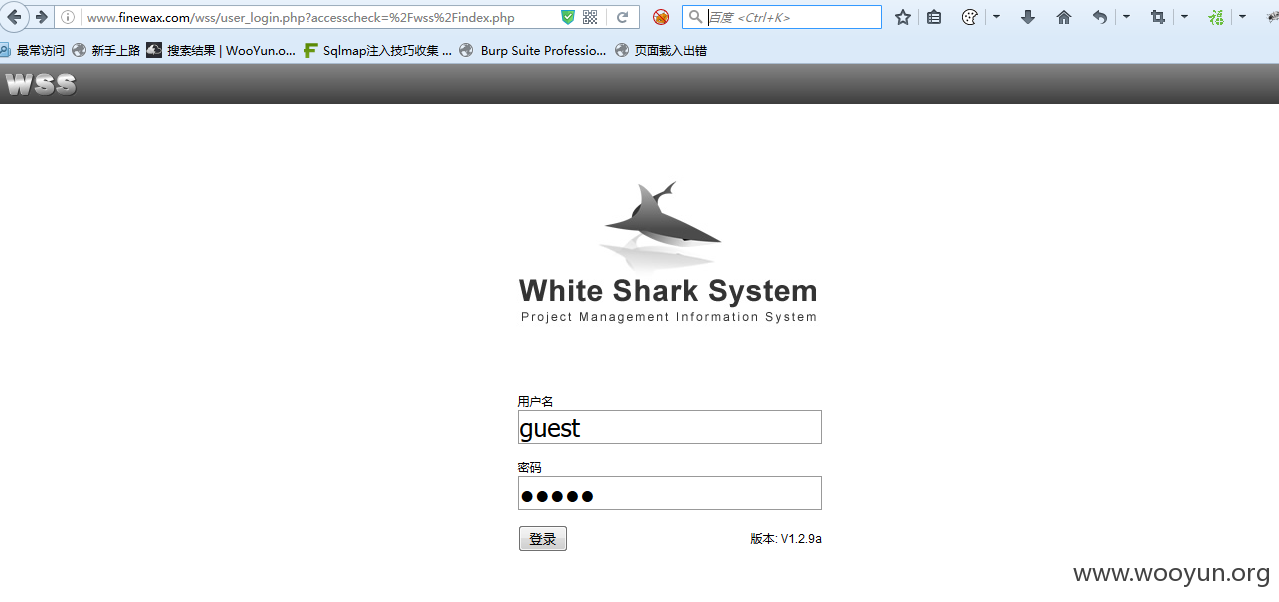 www.finewax.com/wss/user_login.php?accesscheck=%2Fwss%2Findex.php
百度 <Ctrl+K>
最常访问 新手上路 搜索结果 | WooYun.o... Sqlmap注入技巧收集 ... Burp Suite Professio... 页面载入出错
WSS
White Shark System
Project Management Information System
用户名
guest
密码
登录 版本: V1.2.9a
www.wooyun.org